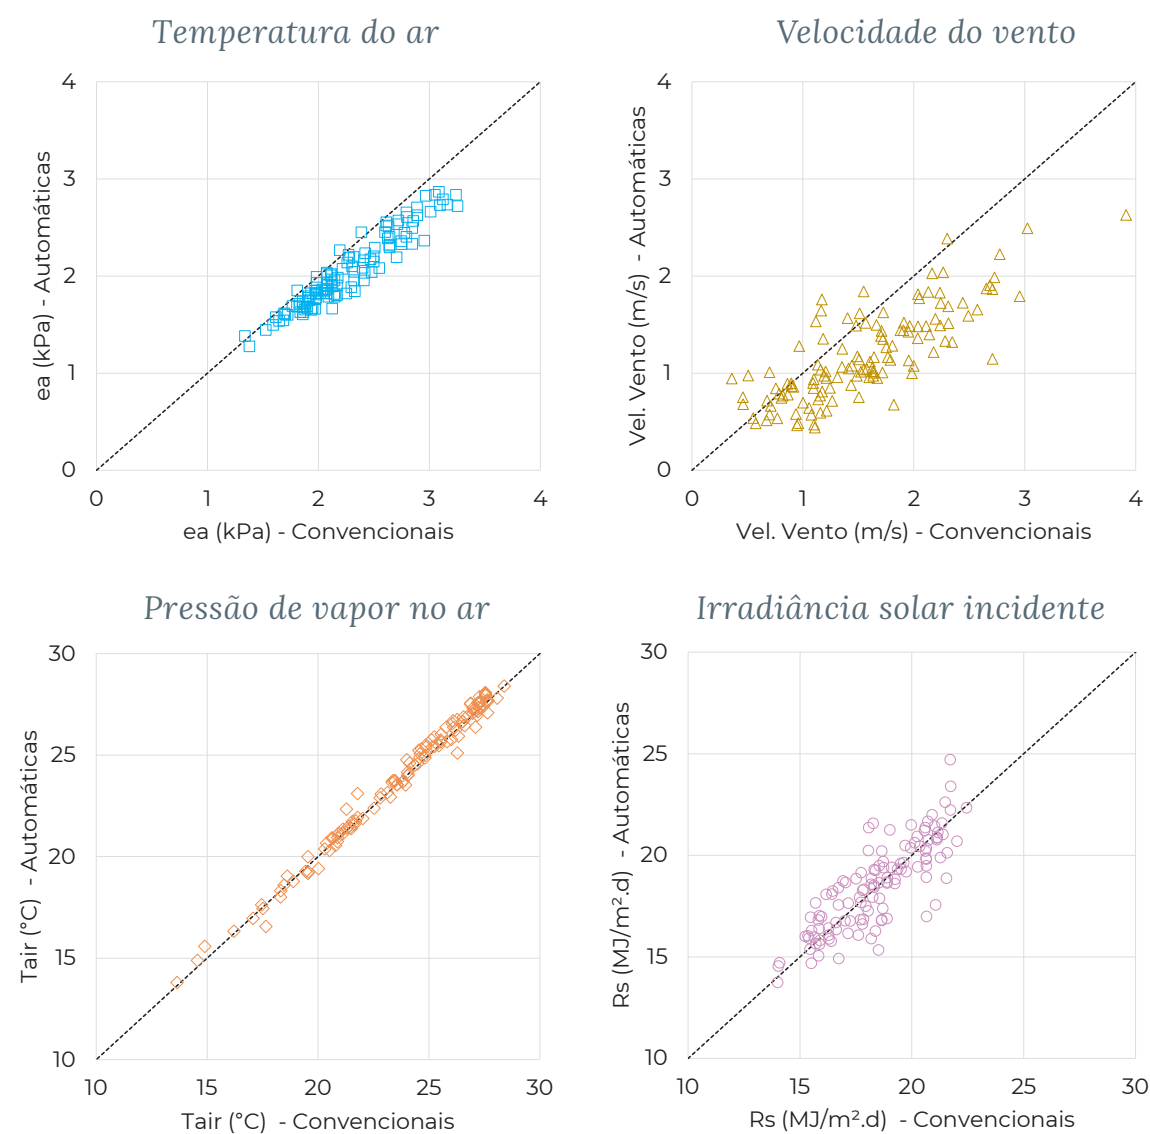 Temperatura do ar
4
3
2
1
0
ea (kPa) - Automáticas
0 1 2 3 4
ea (kPa) - Convencionais
Velocidade do vento
4
3
2
1
0
Vel. Vento (m/s)  - Automáticas
0 1 2 3 4
Vel. Vento (m/s) - Convencionais
Pressão de vapor no ar
30
25
20
15
10
Tair (°C)  - Automáticas
10 15 20 25 30
Tair (°C)  - Convencionais
Irradiância solar incidente
30
25
20
15
10
Rs (MJ/m².d)  - Automáticas
10 15 20 25 30
Rs (MJ/m².d)  - Convencionais